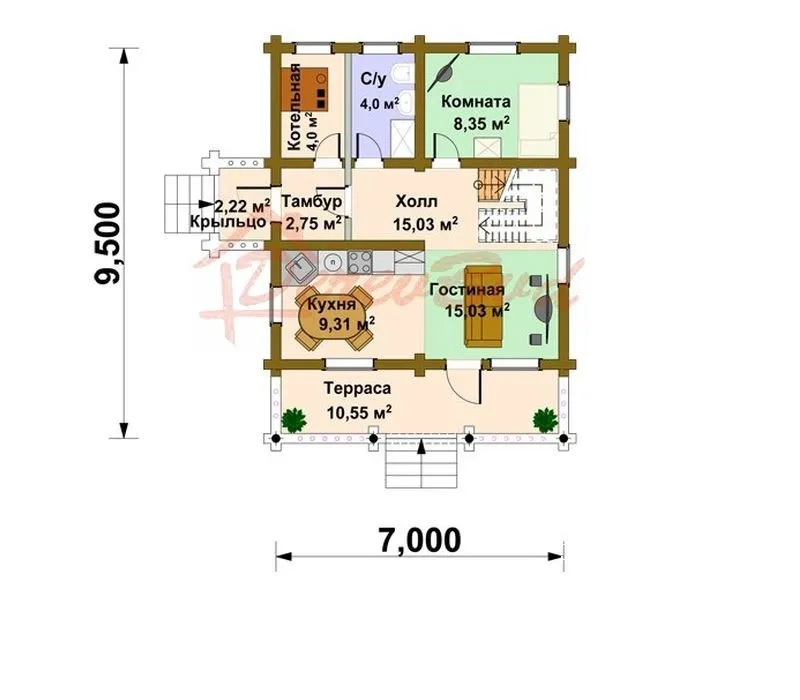 Котельная
4,0 м²
С/у
4,0 м²
Комната
8,35 м²
2,22 м²
Крыльцо
Тамбур
2,75 м²
Холл
15,03 м²
Кухня
9,31 м²
Гостиная
15,03 м²
Терраса
10,55 м²
9,500
7,000